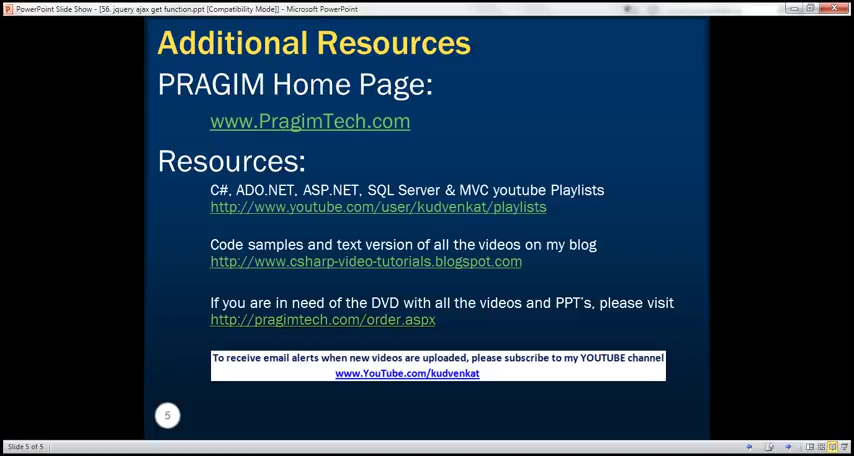 PowerPoint Slide Show - [56. jquery ajax get function.ppt [Compatibility Mode]] - Microsoft PowerPoint
Additional Resources
PRAGIM Home Page:
www.PragimTech.com
Resources:
C#, ADO.NET, ASP.NET, SQL Server & MVC youtube Playlists
http://www.youtube.com/user/kudvenkat/playlists
Code samples and text version of all the videos on my blog
http://www.csharp-video-tutorials.blogspot.com
If you are in need of the DVD with all the videos and PPT's, please visit
http://pragimtech.com/order.aspx
To receive email alerts when new videos are uploaded, please subscribe to my YOUTUBE channel
www.YouTube.com/kudvenkat
5
Slide 5 of 5